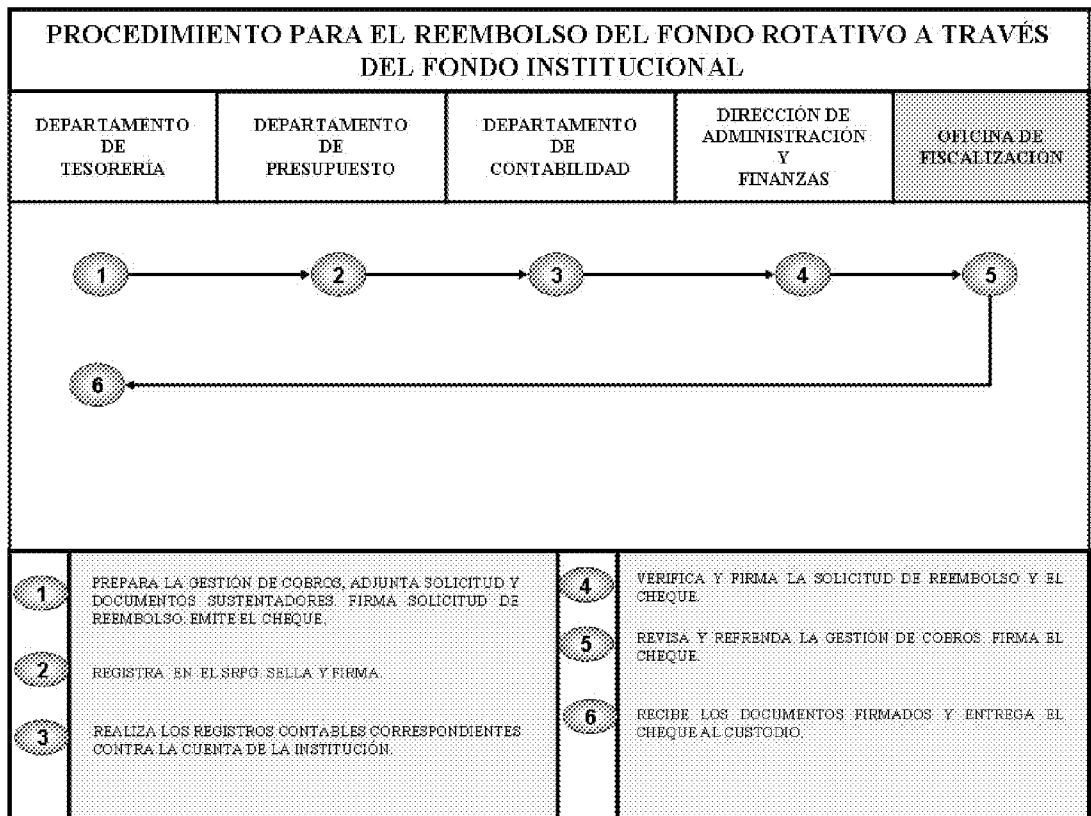 PROCEDIMIENTO PARA EL REEMBOLSO DEL FONDO ROTATIVO A TRAVÉS
DEL FONDO INSTITUCIONAL
DEPARTAMENTO
DE
TESORERÍA
DEPARTAMENTO
DE
PRESUPUESTO
DEPARTAMENTO
DE
CONTABILIDAD
DIRECCIÓN DE
ADMINISTRACIÓN
Y
FINANZAS
OFICINA DE
FISCALIZACIÓN
1
2
3
4
5
6
1
PREPARA LA GESTIÓN DE COBROS, ADJUNTA SOLICITUD Y
DOCUMENTOS SUSTENTADORES. FIRMA SOLICITUD DE
REEMBOLSO. EMITE EL CHEQUE.
2
REGISTRA EN EL SRPG. SELLA Y FIRMA.
3
REALIZA LOS REGISTROS CONTABLES CORRESPONDIENTES
CONTRA LA CUENTA DE LA INSTITUCIÓN.
4
VERIFICA Y FIRMA LA SOLICITUD DE REEMBOLSO Y EL
CHEQUE.
5
REVISA Y REFRENDA LA GESTIÓN DE COBROS. FIRMA EL
CHEQUE.
6
RECIBE LOS DOCUMENTOS FIRMADOS Y ENTREGA EL
CHEQUE AL CUSTODIO.